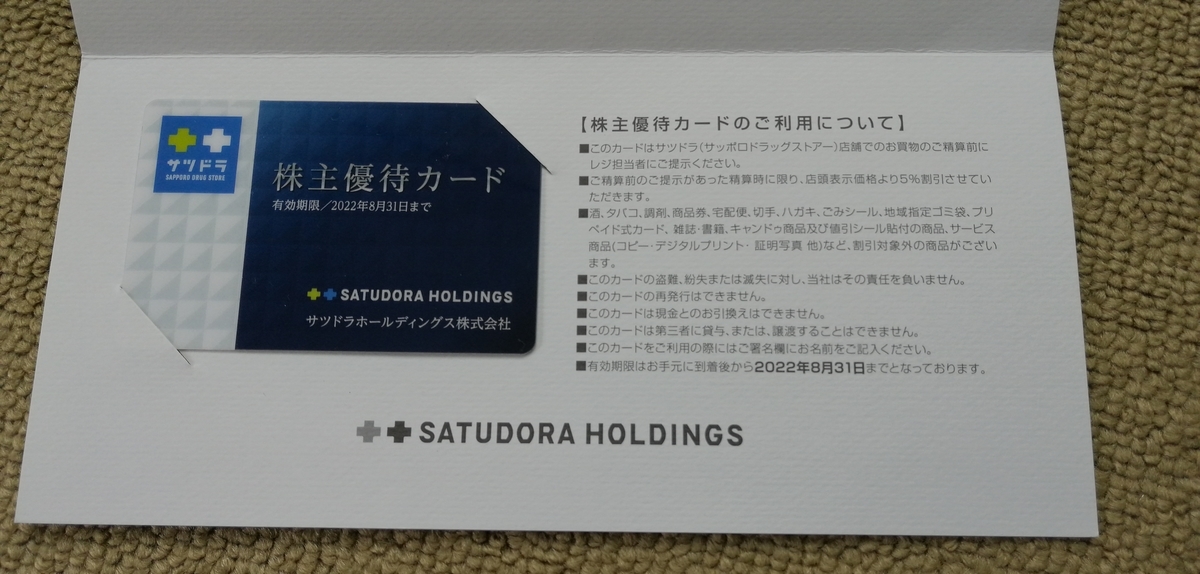 サツドラ
SAPPORO DRUG STORE
株主優待カード
有効期限／2022年8月31日まで
SATUDORA HOLDINGS
サツドラホールディングス株式会社
【株主優待カードのご利用について】
■このカードはサツドラ(サッポロドラッグストアー)店舗でのお買物のご精算前に
レジ担当者にご提示ください。
■ご精算前のご提示があった精算時に限り、店頭表示価格より5%割引させてい
ただきます。
■酒、タバコ、調剤、商品券、宅配便、切手、ハガキ、ごみシール、地域指定ゴミ袋、プリ
ペイド式カード、雑誌・書籍、キャンドゥ商品及び値引シール貼付の商品、サービス
商品(コピー・デジタルプリント・ 証明写真 他)など、割引対象外の商品がござい
ます。
■このカードの盗難、紛失または滅失に対し、当社はその責任を負いません。
■このカードの再発行はできません。
■このカードは現金とのお引換えはできません。
■このカードは第三者に貸与、または、譲渡することはできません。
■このカードをご利用の際にはご署名欄にお名前をご記入ください。
■有効期限はお手元に到着後から2022年8月31日までとなっております。
SATUDORA HOLDINGS